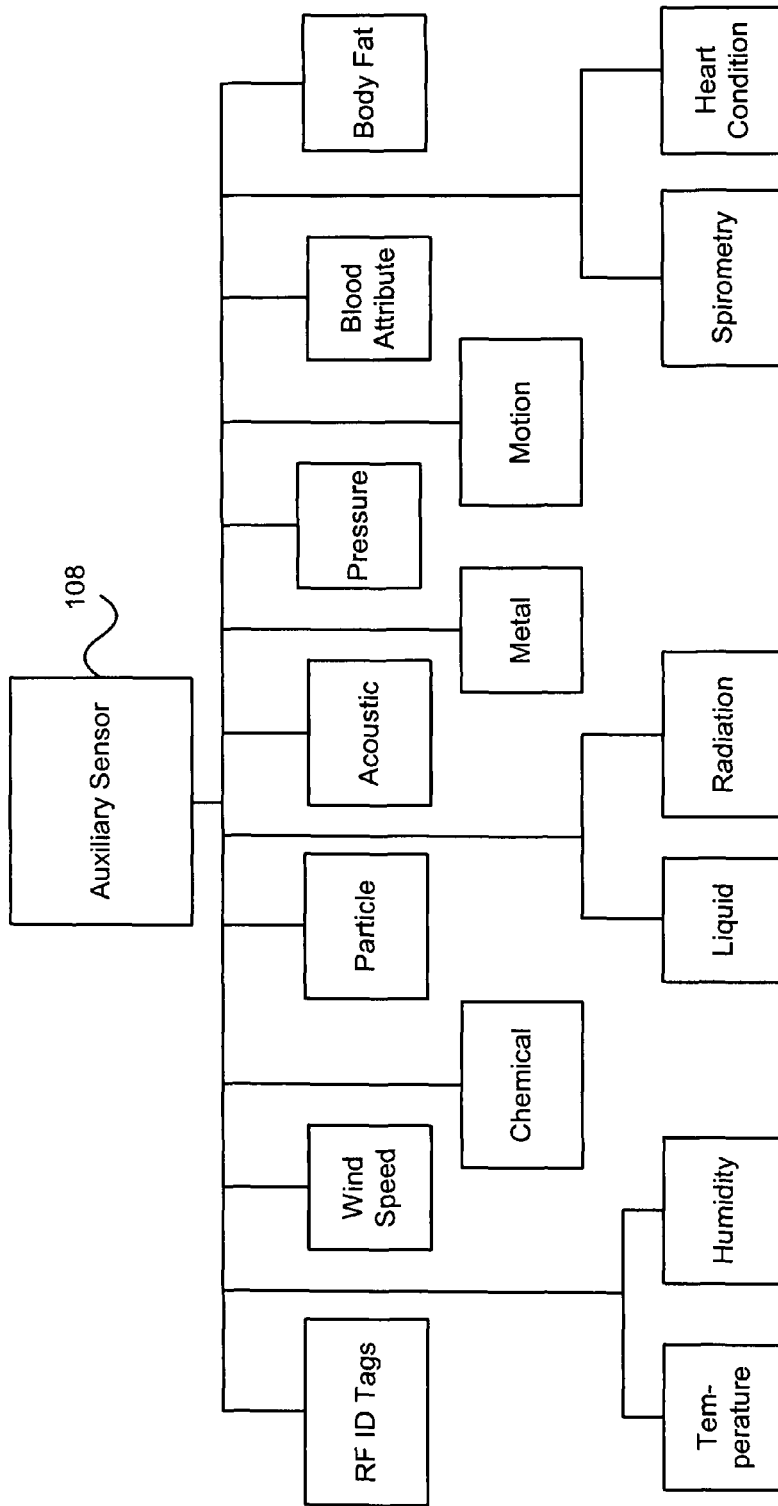 Auxiliary Sensor
108
RF ID Tags
Wind
Speed
Particle
Acoustic
Pressure
Blood
Attribute
Body Fat
Chemical
Metal
Motion
Tem-
perature
Humidity
Liquid
Radiation
Spirometry
Heart
Condition